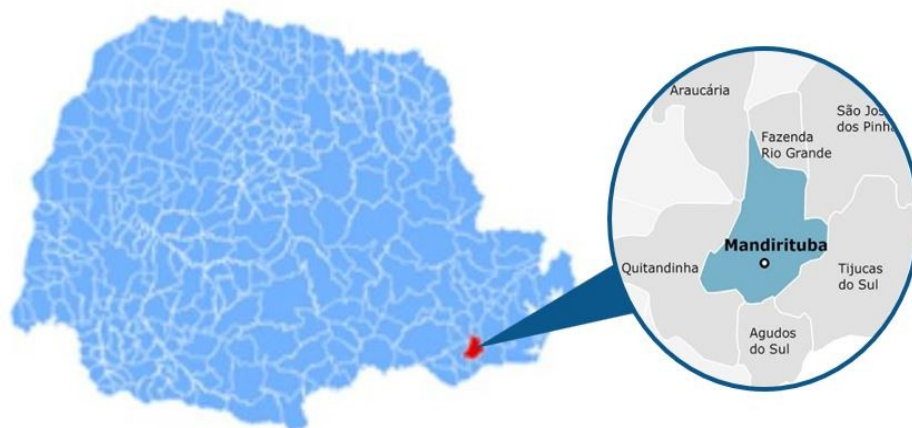 Araucária
São Jos
dos Pinha
Fazenda
Rio Grande
Mandirituba
Quitandinha
Tijucas
do Sul
Agudos
do Sul